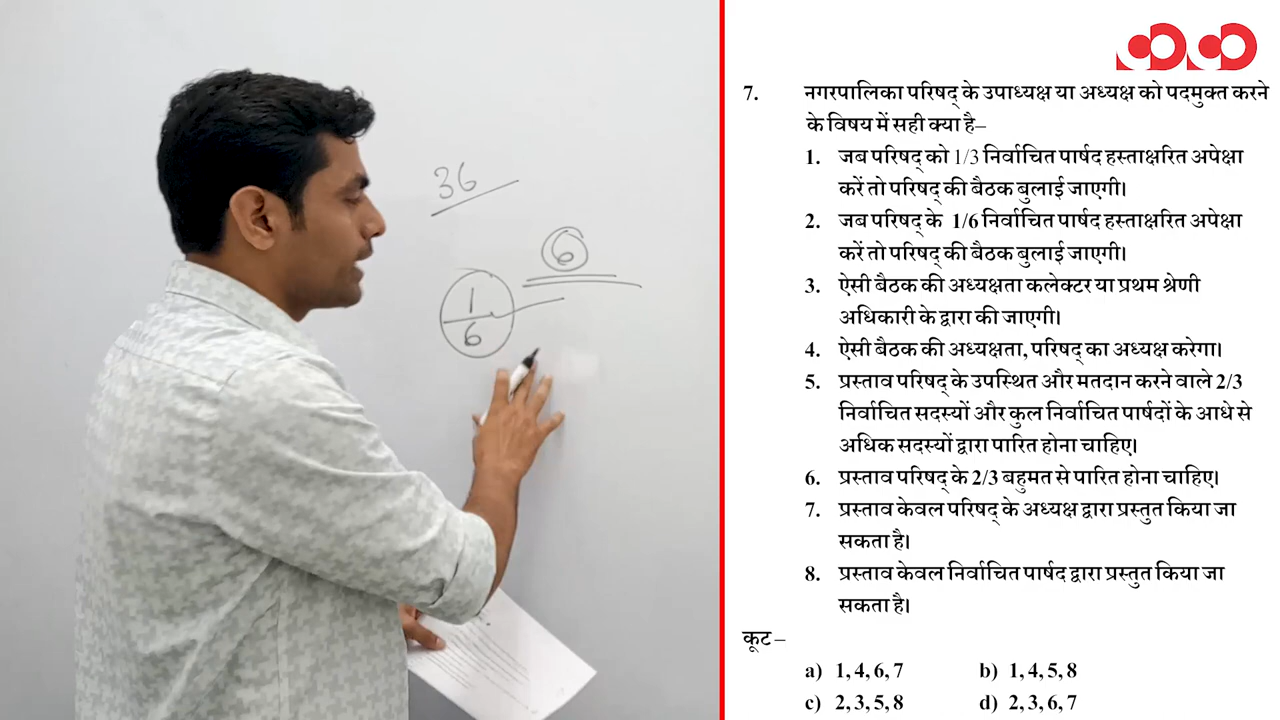 36
6
1
6
7. नगरपालिका परिषद् के उपाध्यक्ष या अध्यक्ष को पदमुक्त करने
के विषय में सही क्या है–
1. जब परिषद् को 1/3 निर्वाचित पार्षद हस्ताक्षरित अपेक्षा
करें तो परिषद् की बैठक बुलाई जाएगी।
2. जब परिषद् के 1/6 निर्वाचित पार्षद हस्ताक्षरित अपेक्षा
करें तो परिषद् की बैठक बुलाई जाएगी।
3. ऐसी बैठक की अध्यक्षता कलेक्टर या प्रथम श्रेणी
अधिकारी के द्वारा की जाएगी।
4. ऐसी बैठक की अध्यक्षता, परिषद् का अध्यक्ष करेगा।
5. प्रस्ताव परिषद् के उपस्थित और मतदान करने वाले 2/3
निर्वाचित सदस्यों और कुल निर्वाचित पार्षदों के आधे से
अधिक सदस्यों द्वारा पारित होना चाहिए।
6. प्रस्ताव परिषद् के 2/3 बहुमत से पारित होना चाहिए।
7. प्रस्ताव केवल परिषद् के अध्यक्ष द्वारा प्रस्तुत किया जा
सकता है।
8. प्रस्ताव केवल निर्वाचित पार्षद द्वारा प्रस्तुत किया जा
सकता है।
कूट–
a) 1, 4, 6, 7 b) 1, 4, 5, 8
c) 2, 3, 5, 8 d) 2, 3, 6, 7